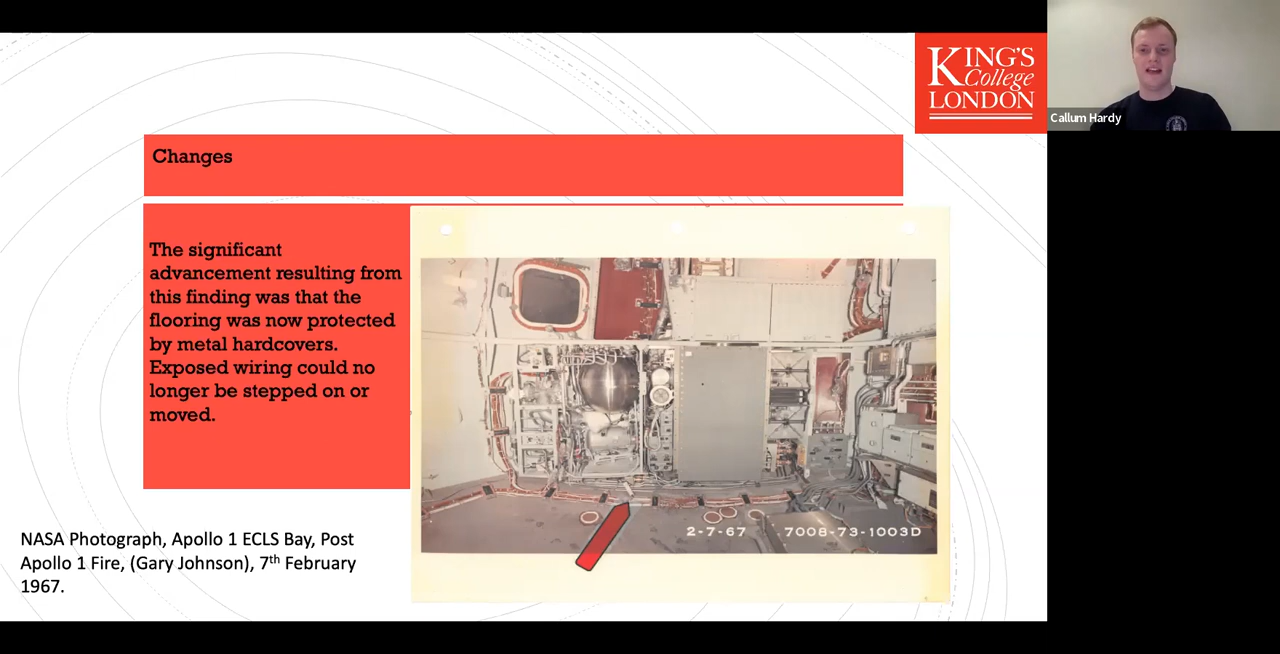 KING'S
College
LONDON
Callum Hardy
Changes
The significant
advancement resulting from
this finding was that the
flooring was now protected
by metal hardcovers.
Exposed wiring could no
longer be stepped on or
moved.
2-7-67 7008-73-1003D
NASA Photograph, Apollo 1 ECLS Bay, Post
Apollo 1 Fire, (Gary Johnson), 7th February
1967.